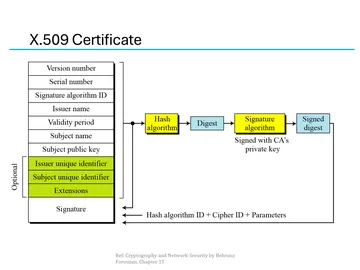 X.509 Certificate
Version number
Serial number
Signature algorithm ID
Issuer name
Validity period
Subject name
Subject public key
Optional
Issuer unique identifier
Subject unique identifier
Extensions
Signature
Hash
algorithm
Digest
Signature
algorithm
Signed
digest
Signed with CA's
private key
Hash algorithm ID + Cipher ID + Parameters
Ref: Cryptography and Network Security by Behrouz
Forouzan, Chapter 15